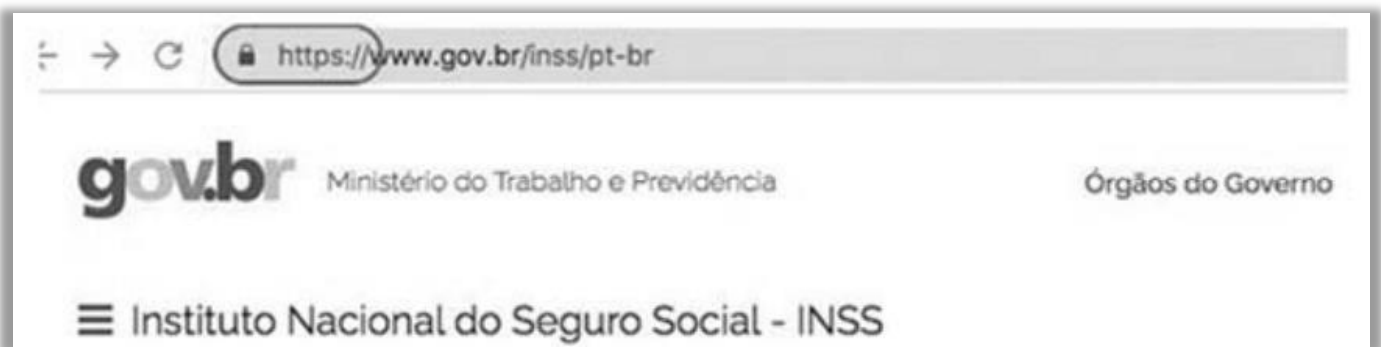 https://www.gov.br/inss/pt-br
gov.br Ministério do Trabalho e Previdência Órgãos do Governo
Instituto Nacional do Seguro Social - INSS